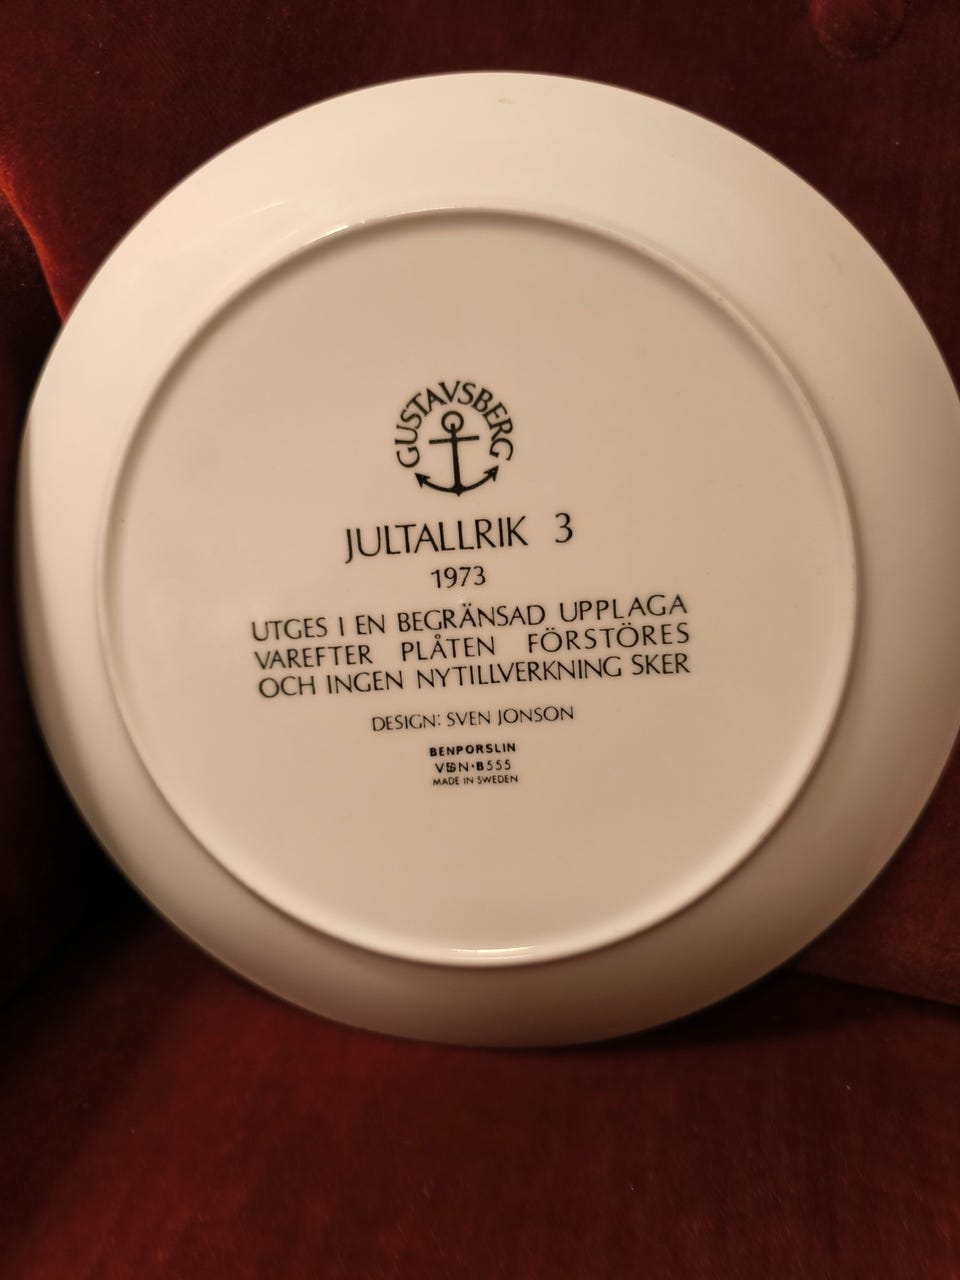 GUSTAVSBERG
JULTALLRIK 3
1973
UTGES I EN BEGRÄNSAD UPPLAGA
VAREFTER PLÅTEN FÖRSTÖRES
OCH INGEN NYTILLVERKNING SKER
DESIGN: SVEN JONSON
BENPORSLIN
VDN·B555
MADE IN SWEDEN